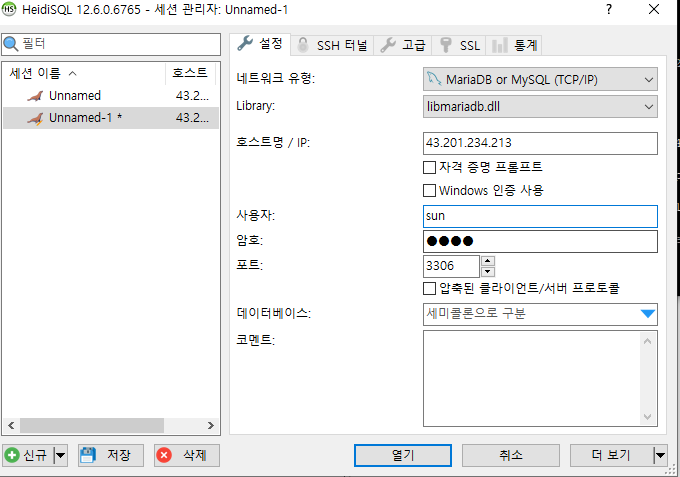 HeidiSQL 12.6.0.6765 - 세션 관리자: Unnamed-1
필터
세션 이름 호스트
Unnamed 43.2...
Unnamed-1 * 43.2...
신규 저장 삭제
설정 SSH 터널 고급 SSL 통계
네트워크 유형: MariaDB or MySQL (TCP/IP)
Library: libmariadb.dll
호스트명 / IP: 43.201.234.213
자격 증명 프롬프트
Windows 인증 사용
사용자: sun
암호: ●●●●
포트: 3306
압축된 클라이언트/서버 프로토콜
데이터베이스: 세미콜론으로 구분
코멘트:
열기 취소 더 보기